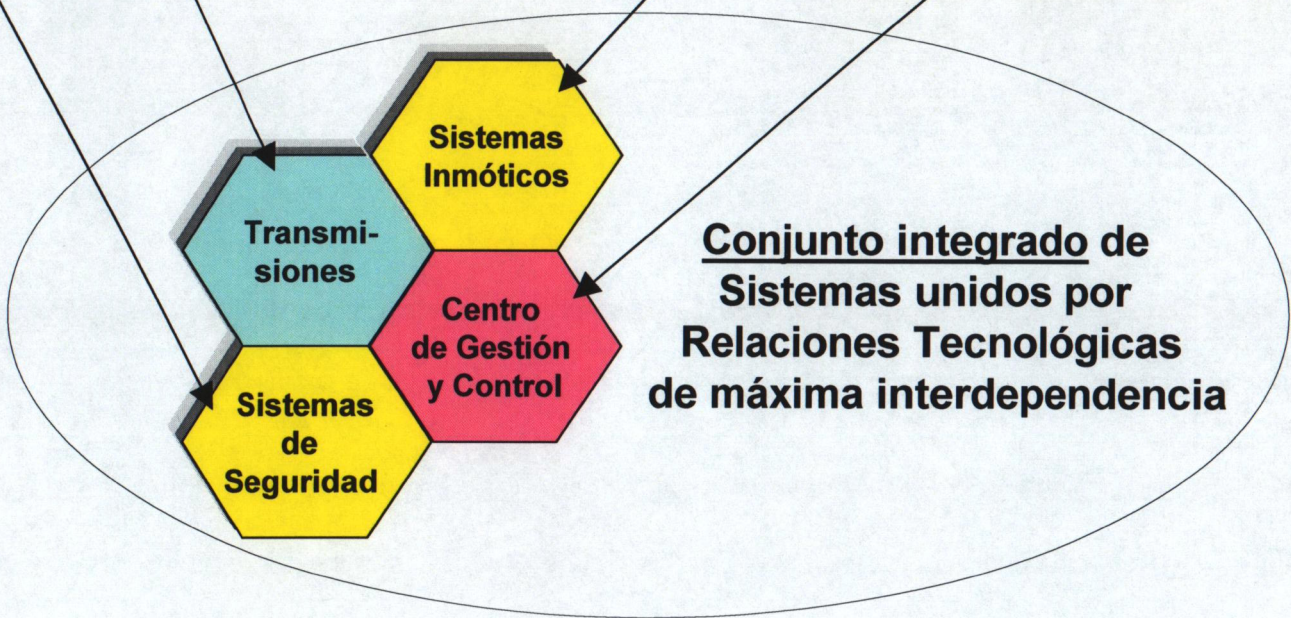 Sistemas
Inmóticos
Transmi-
siones
Centro
de Gestión
y Control
Sistemas
de
Seguridad
Conjunto integrado de
Sistemas unidos por
Relaciones Tecnológicas
de máxima interdependencia